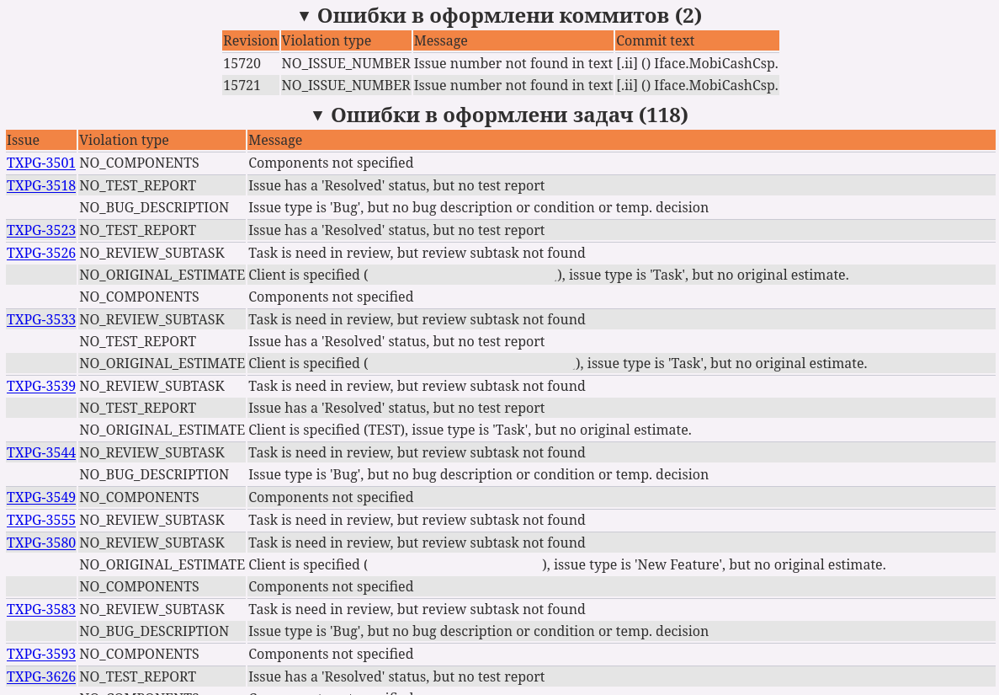 ▼ Ошибки в оформлени коммитов (2)
Revision Violation type Message Commit text
15720 NO_ISSUE_NUMBER Issue number not found in text [.ii] () Iface.MobiCashCsp.
15721 NO_ISSUE_NUMBER Issue number not found in text [.ii] () Iface.MobiCashCsp.
▼ Ошибки в оформлени задач (118)
Issue Violation type Message
TXPG-3501 NO_COMPONENTS Components not specified
TXPG-3518 NO_TEST_REPORT Issue has a 'Resolved' status, but no test report
NO_BUG_DESCRIPTION Issue type is 'Bug', but no bug description or condition or temp. decision
TXPG-3523 NO_TEST_REPORT Issue has a 'Resolved' status, but no test report
TXPG-3526 NO_REVIEW_SUBTASK Task is need in review, but review subtask not found
NO_ORIGINAL_ESTIMATE Client is specified ( ), issue type is 'Task', but no original estimate.
NO_COMPONENTS Components not specified
TXPG-3533 NO_REVIEW_SUBTASK Task is need in review, but review subtask not found
NO_TEST_REPORT Issue has a 'Resolved' status, but no test report
NO_ORIGINAL_ESTIMATE Client is specified ( ), issue type is 'Task', but no original estimate.
TXPG-3539 NO_REVIEW_SUBTASK Task is need in review, but review subtask not found
NO_TEST_REPORT Issue has a 'Resolved' status, but no test report
NO_ORIGINAL_ESTIMATE Client is specified (TEST), issue type is 'Task', but no original estimate.
TXPG-3544 NO_REVIEW_SUBTASK Task is need in review, but review subtask not found
NO_BUG_DESCRIPTION Issue type is 'Bug', but no bug description or condition or temp. decision
TXPG-3549 NO_COMPONENTS Components not specified
TXPG-3555 NO_REVIEW_SUBTASK Task is need in review, but review subtask not found
TXPG-3580 NO_REVIEW_SUBTASK Task is need in review, but review subtask not found
NO_ORIGINAL_ESTIMATE Client is specified ( ), issue type is 'New Feature', but no original estimate.
NO_COMPONENTS Components not specified
TXPG-3583 NO_REVIEW_SUBTASK Task is need in review, but review subtask not found
NO_BUG_DESCRIPTION Issue type is 'Bug', but no bug description or condition or temp. decision
TXPG-3593 NO_COMPONENTS Components not specified
TXPG-3626 NO_TEST_REPORT Issue has a 'Resolved' status, but no test report